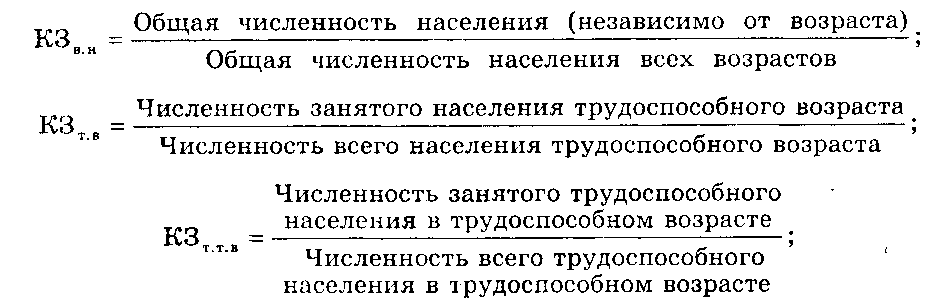 КЗв.н = Общая численность населения (независимо от возраста) ;
Общая численность населения всех возрастов
КЗт.в = Численность занятого населения трудоспособного возраста ;
Численность всего населения трудоспособного возраста
КЗт.т.в = Численность занятого трудоспособного
населения в трудоспособном возрасте ;
Численность всего трудоспособного
населения в трудоспособном возрасте